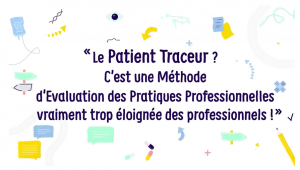 « Le Patient Traceur ?
C'est une Méthode
d'Evaluation des Pratiques Professionnelles
vraiment trop éloignée des professionnels ! »